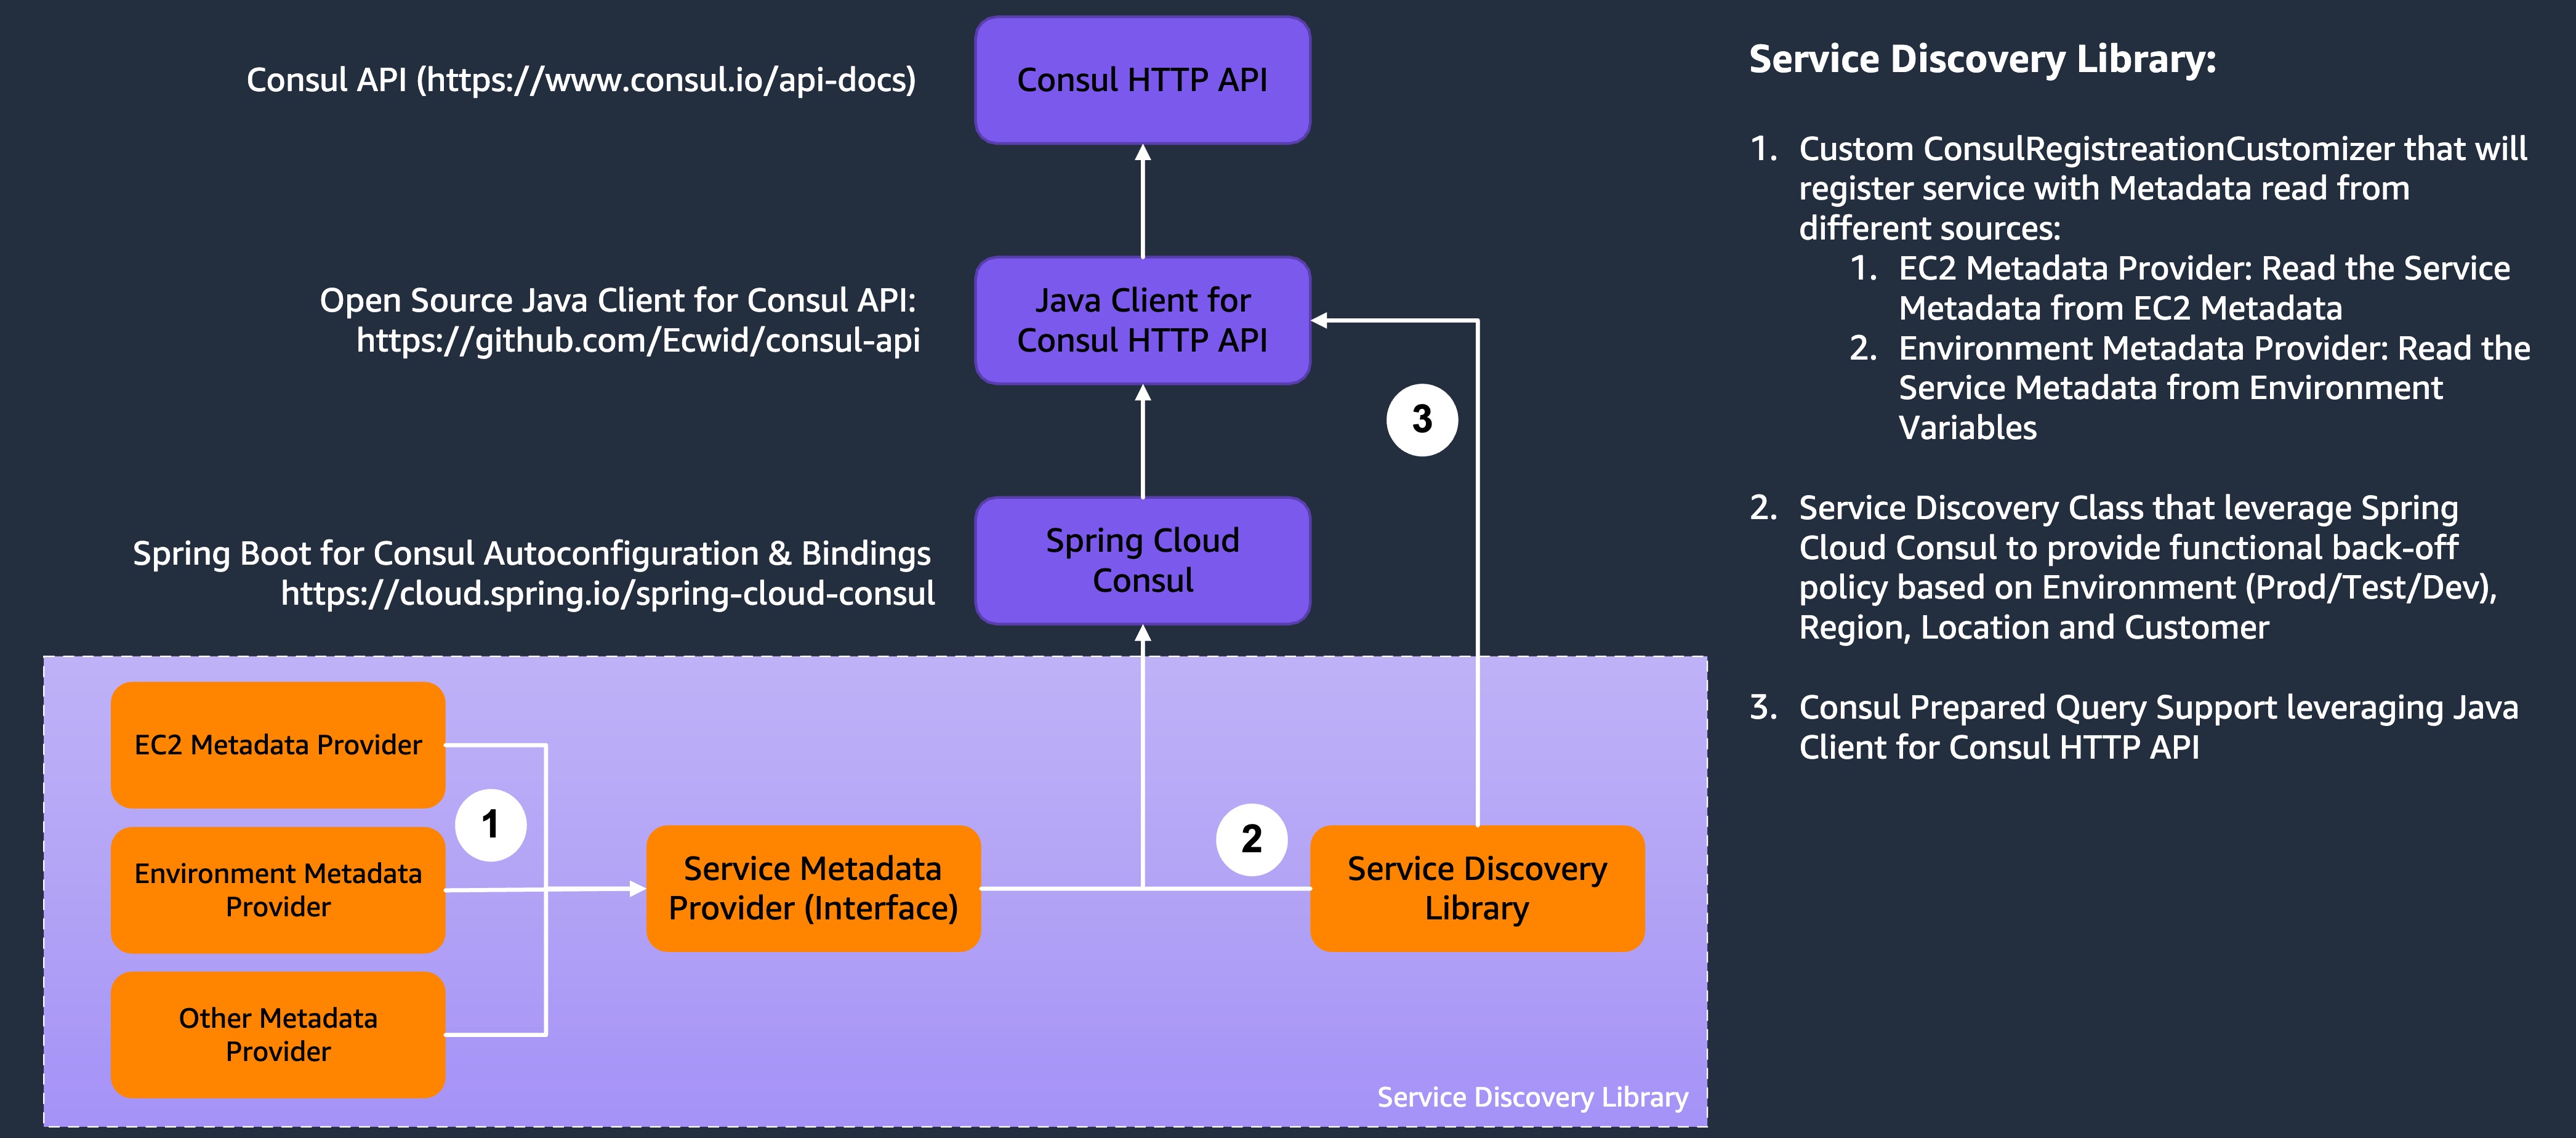 Consul API (https://www.consul.io/api-docs)
Consul HTTP API
Open Source Java Client for Consul API:
https://github.com/Ecwid/consul-api
Java Client for
Consul HTTP API
3
Spring Boot for Consul Autoconfiguration & Bindings
https://cloud.spring.io/spring-cloud-consul
Spring Cloud
Consul
EC2 Metadata Provider
1
Environment Metadata
Provider
Other Metadata
Provider
Service Metadata
Provider (Interface)
2
Service Discovery
Library
Service Discovery Library
Service Discovery Library:
1. Custom ConsulRegistreationCustomizer that will
register service with Metadata read from
different sources:
1. EC2 Metadata Provider: Read the Service
Metadata from EC2 Metadata
2. Environment Metadata Provider: Read the
Service Metadata from Environment
Variables
2. Service Discovery Class that leverage Spring
Cloud Consul to provide functional back-off
policy based on Environment (Prod/Test/Dev),
Region, Location and Customer
3. Consul Prepared Query Support leveraging Java
Client for Consul HTTP API